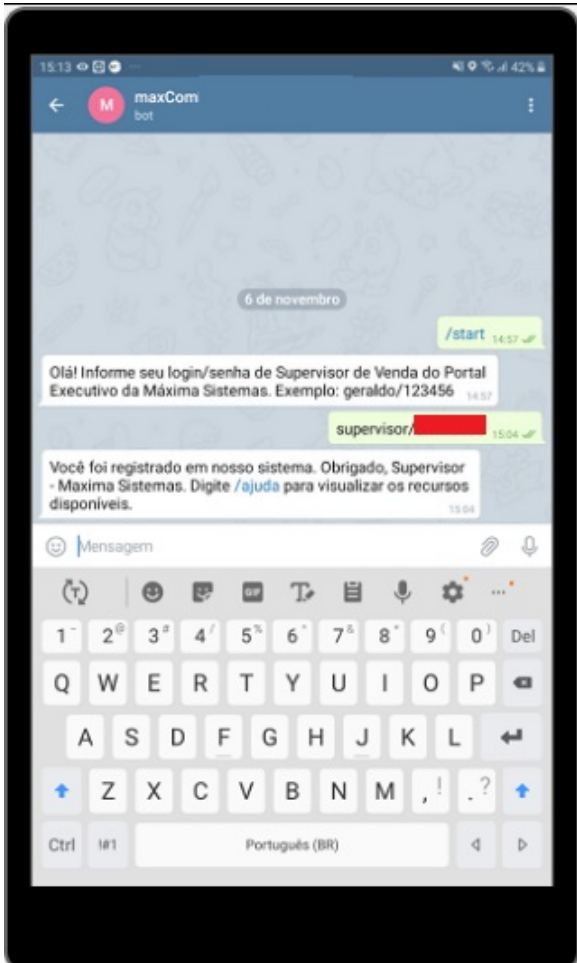 15:13
42%
M
maxComi
bot
6 de novembro
/start 14:57
Olá! Informe seu login/senha de Supervisor de Venda do Portal
Executivo da Máxima Sistemas. Exemplo: geraldo/123456 14:57
supervisor/
15:04
Você foi registrado em nosso sistema. Obrigado, Supervisor
- Maxima Sistemas. Digite /ajuda para visualizar os recursos
disponíveis.
15:04
Mensagem
T GIF T
1 2 @ 3 # 4 / 5 % 6 ^ 7 & 8 * 9 ( 0 ) Del
Q W E R T Y U I O P
A S D F G H J K L
Z X C V B N M , ! . ?
Ctrl !#1 Português (BR)